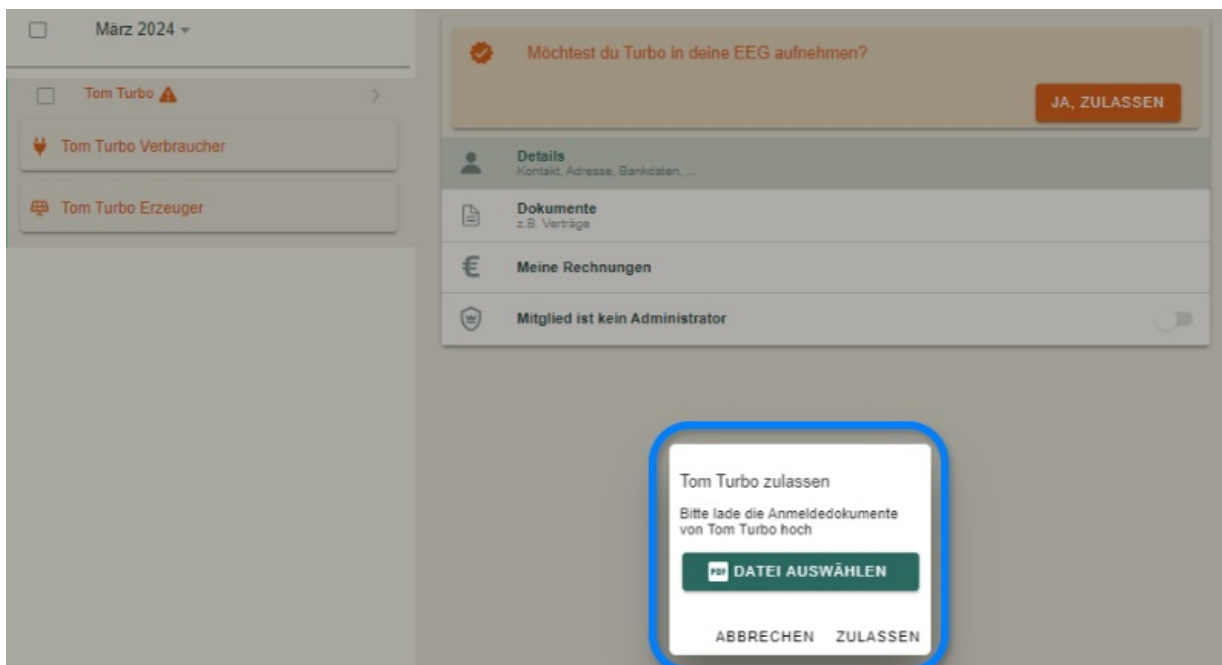 März 2024
Tom Turbo
Tom Turbo Verbraucher
Tom Turbo Erzeuger
Möchtest du Turbo in deine EEG aufnehmen?
JA, ZULASSEN
Details
Kontakt, Adresse, Bankdaten, ...
Dokumente
z.B. Verträge
Meine Rechnungen
Mitglied ist kein Administrator
Tom Turbo zulassen
Bitte lade die Anmeldedokumente
von Tom Turbo hoch
PDF DATEI AUSWÄHLEN
ABBRECHEN ZULASSEN